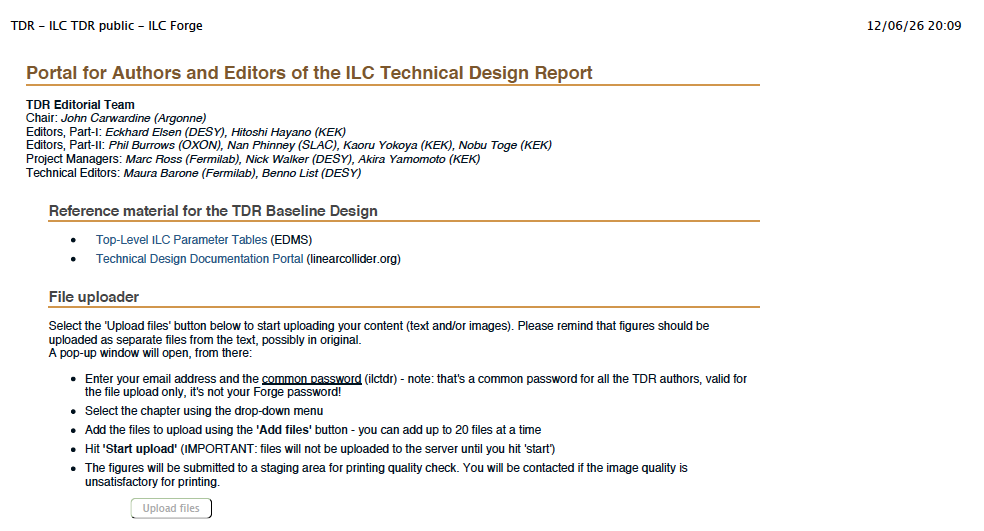 TDR – ILC TDR public – ILC Forge
12/06/26 20:09
Portal for Authors and Editors of the ILC Technical Design Report
TDR Editorial Team
Chair: John Carwardine (Argonne)
Editors, Part-I: Eckhard Elsen (DESY), Hitoshi Hayano (KEK)
Editors, Part-II: Phil Burrows (OXON), Nan Phinney (SLAC), Kaoru Yokoya (KEK), Nobu Toge (KEK)
Project Managers: Marc Ross (Fermilab), Nick Walker (DESY), Akira Yamomoto (KEK)
Technical Editors: Maura Barone (Fermilab), Benno List (DESY)
Reference material for the TDR Baseline Design
• Top-Level ILC Parameter Tables (EDMS)
• Technical Design Documentation Portal (linearcollider.org)
File uploader
Select the 'Upload files' button below to start uploading your content (text and/or images). Please remind that figures should be
uploaded as separate files from the text, possibly in original.
A pop-up window will open, from there:
• Enter your email address and the common password (ilctdr) - note: that's a common password for all the TDR authors, valid for
the file upload only, it's not your Forge password!
• Select the chapter using the drop-down menu
• Add the files to upload using the 'Add files' button - you can add up to 20 files at a time
• Hit 'Start upload' (IMPORTANT: files will not be uploaded to the server until you hit 'start')
• The figures will be submitted to a staging area for printing quality check. You will be contacted if the image quality is
unsatisfactory for printing.
Upload files